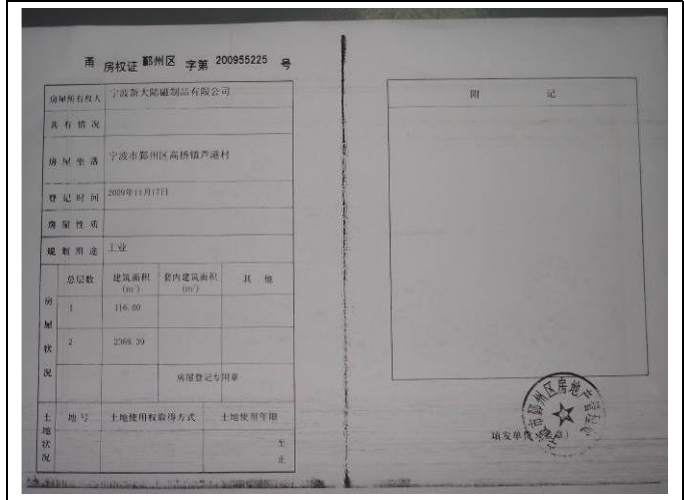 甬 房权证 鄞州区 字第 200955225 号
房屋所有权人 宁波新大陆磁制品有限公司
共有情况
房屋坐落 宁波市鄞州区高桥镇芦港村
登记时间 2009年11月17日
房屋性质
规划用途 工业
房屋状况
总层数 建筑面积(m²) 套内建筑面积(m²) 其他
1 116.80
2 2369.39
房屋登记专用章
土地状况
地号 土地使用权取得方式 土地使用年限
至
止
附 记
填发单位